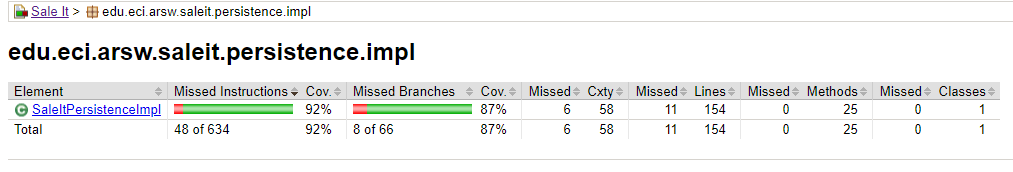 Sale It > edu.eci.arsw.saleit.persistence.impl
edu.eci.arsw.saleit.persistence.impl
Element Missed Instructions Cov. Missed Branches Cov. Missed Cxty Missed Lines Missed Methods Missed Classes
SaleItPersistenceImpl 92% 87% 6 58 11 154 0 25 0 1
Total 48 of 634 92% 8 of 66 87% 6 58 11 154 0 25 0 1